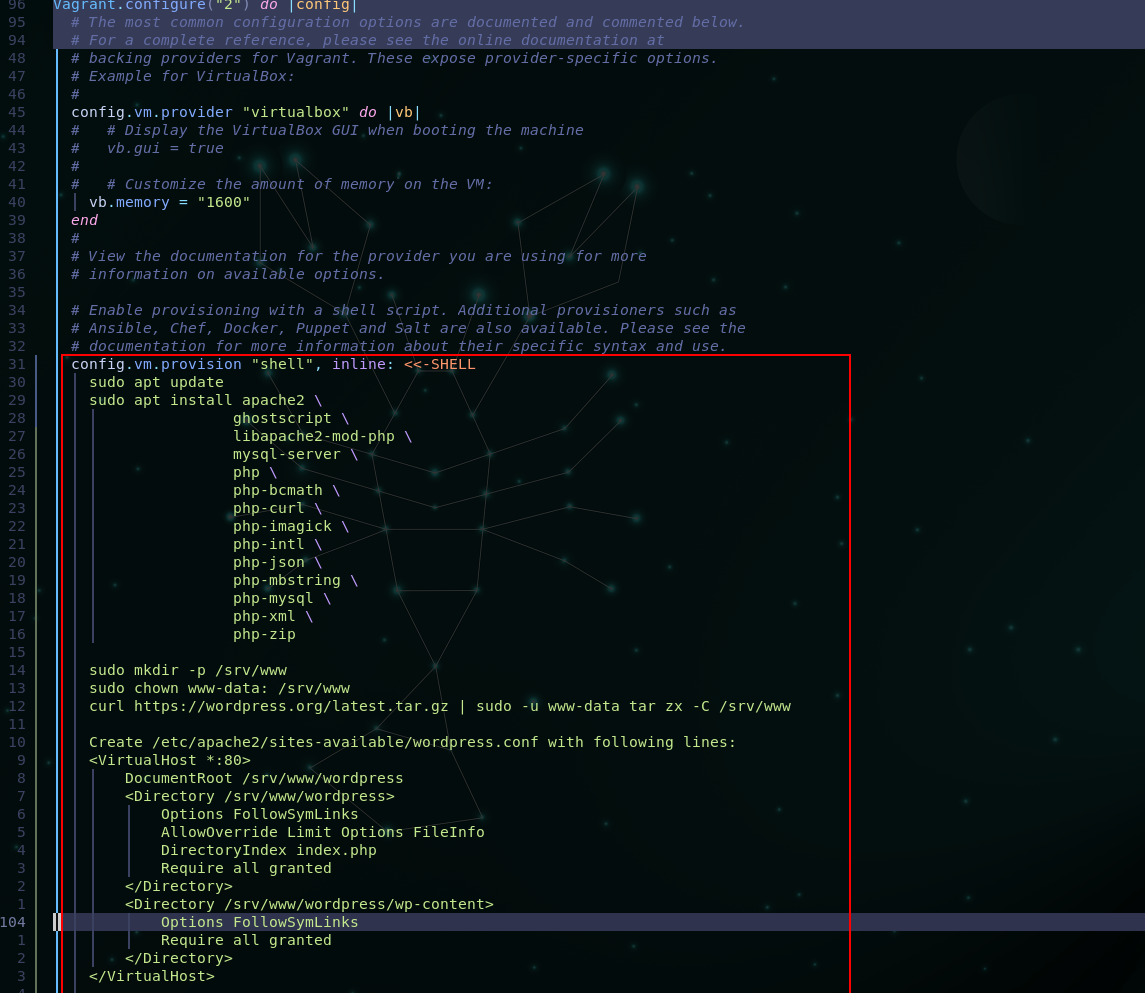 96 Vagrant.configure("2") do |config|
95 # The most common configuration options are documented and commented below.
94 # For a complete reference, please see the online documentation at
48 # backing providers for Vagrant. These expose provider-specific options.
47 # Example for VirtualBox:
46 #
45 config.vm.provider "virtualbox" do |vb|
44 #   # Display the VirtualBox GUI when booting the machine
43 #   vb.gui = true
42 #
41 #   # Customize the amount of memory on the VM:
40 vb.memory = "1600"
39 end
38 #
37 # View the documentation for the provider you are using for more
36 # information on available options.
35
34 # Enable provisioning with a shell script. Additional provisioners such as
33 # Ansible, Chef, Docker, Puppet and Salt are also available. Please see the
32 # documentation for more information about their specific syntax and use.
31 config.vm.provision "shell", inline: <<-SHELL
30 sudo apt update
29 sudo apt install apache2 \
28 ghostscript \
27 libapache2-mod-php \
26 mysql-server \
25 php \
24 php-bcmath \
23 php-curl \
22 php-imagick \
21 php-intl \
20 php-json \
19 php-mbstring \
18 php-mysql \
17 php-xml \
16 php-zip
15
14 sudo mkdir -p /srv/www
13 sudo chown www-data: /srv/www
12 curl https://wordpress.org/latest.tar.gz | sudo -u www-data tar zx -C /srv/www
11
10 Create /etc/apache2/sites-available/wordpress.conf with following lines:
9 <VirtualHost *:80>
8 DocumentRoot /srv/www/wordpress
7 <Directory /srv/www/wordpress>
6 Options FollowSymLinks
5 AllowOverride Limit Options FileInfo
4 DirectoryIndex index.php
3 Require all granted
2 </Directory>
1 <Directory /srv/www/wordpress/wp-content>
104 Options FollowSymLinks
1 Require all granted
2 </Directory>
3 </VirtualHost>